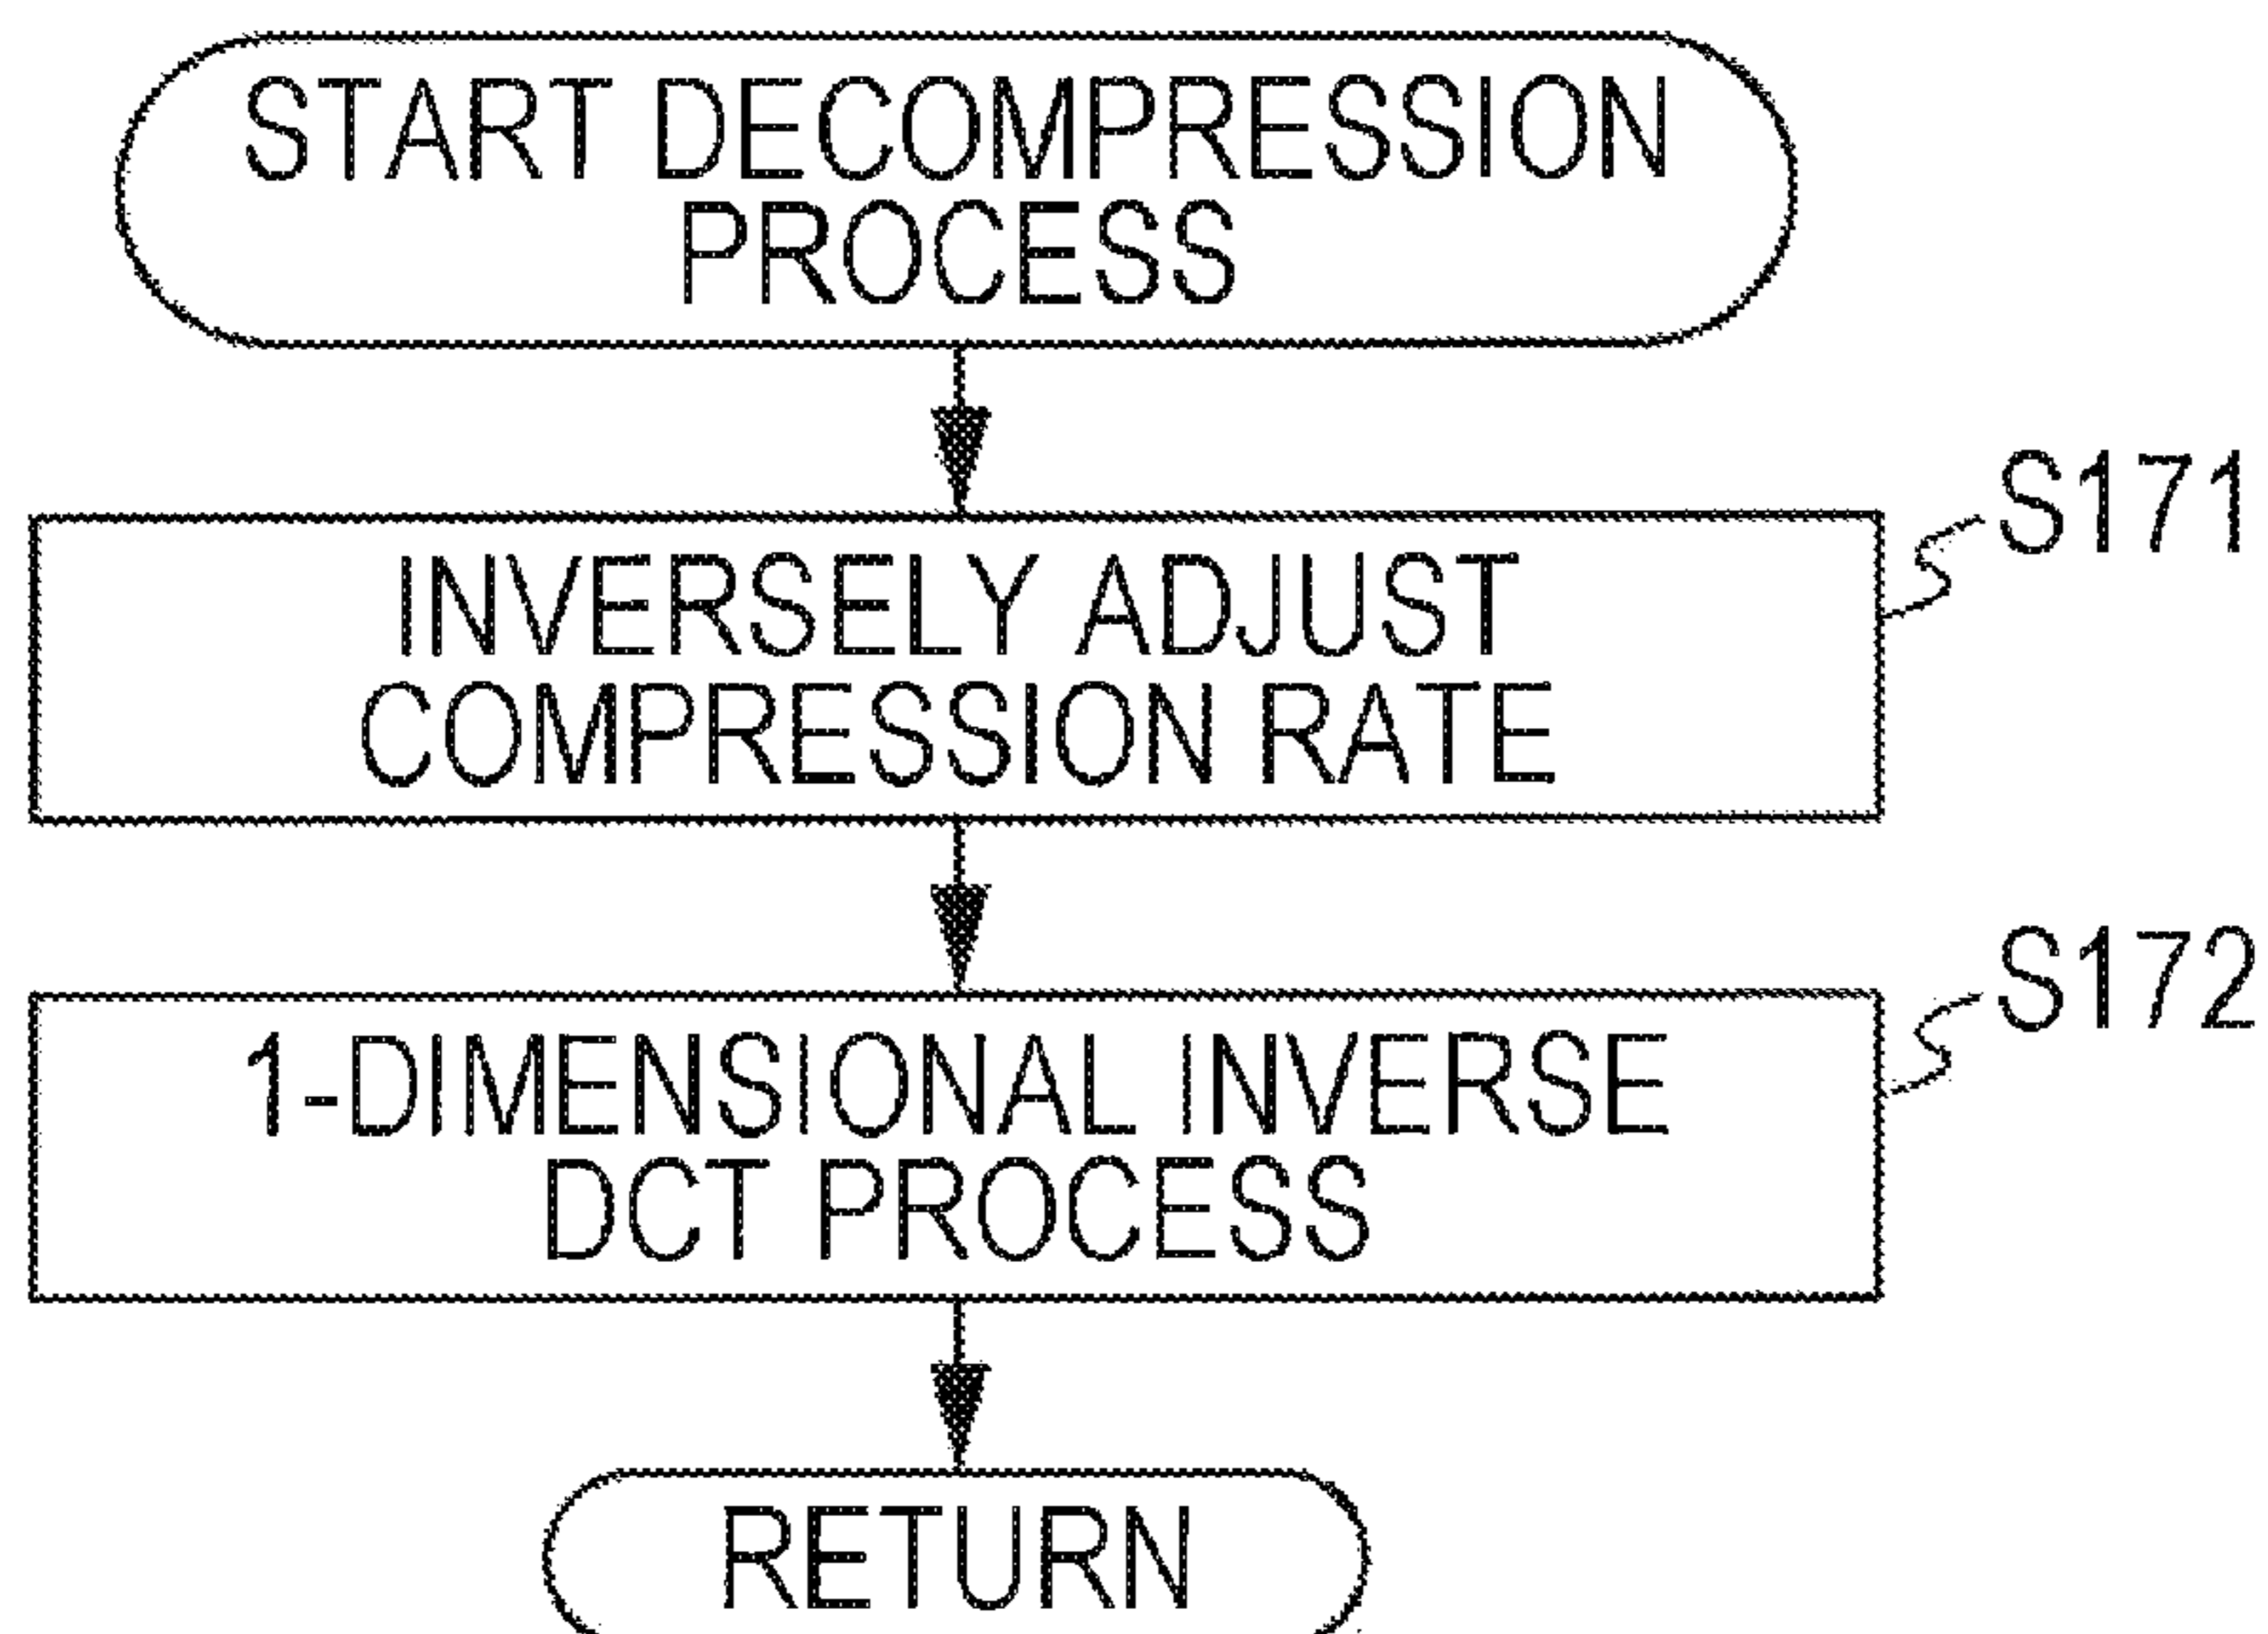 START DECOMPRESSION
PROCESS
S171
INVERSELY ADJUST
COMPRESSION RATE
S172
1-DIMENSIONAL INVERSE
DCT PROCESS
RETURN